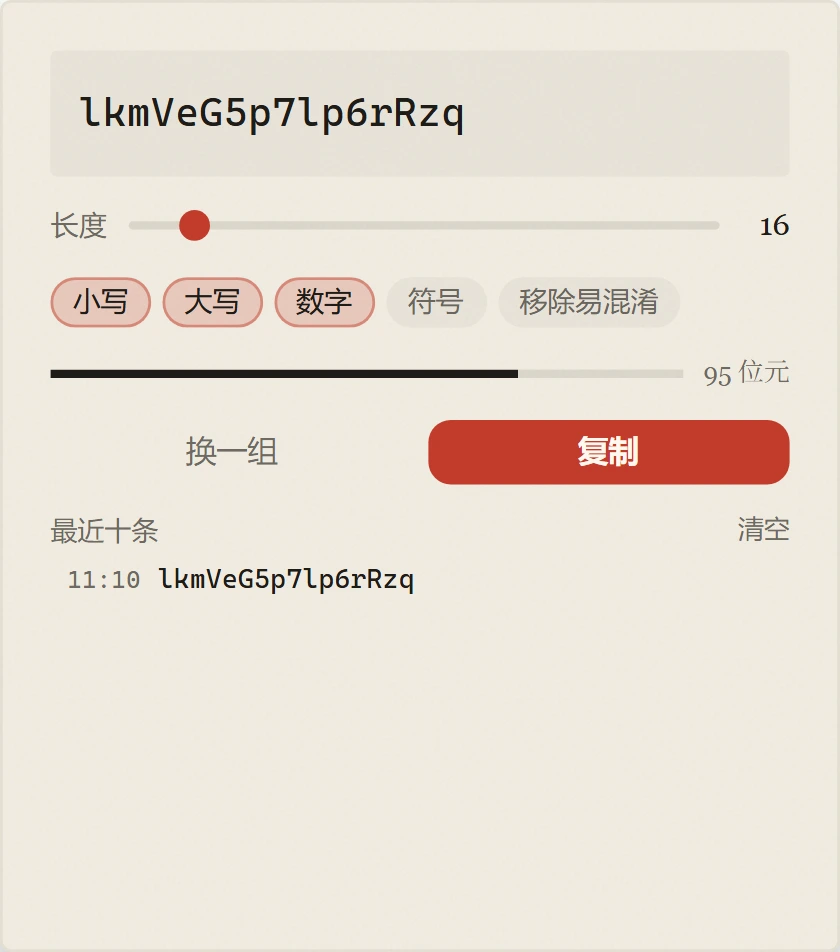 lkmVeG5p7lp6rRzq
长度 16
小写 大写 数字 符号 移除易混淆
95 位元
换一组 复制
最近十条 清空
11:10 lkmVeG5p7lp6rRzq